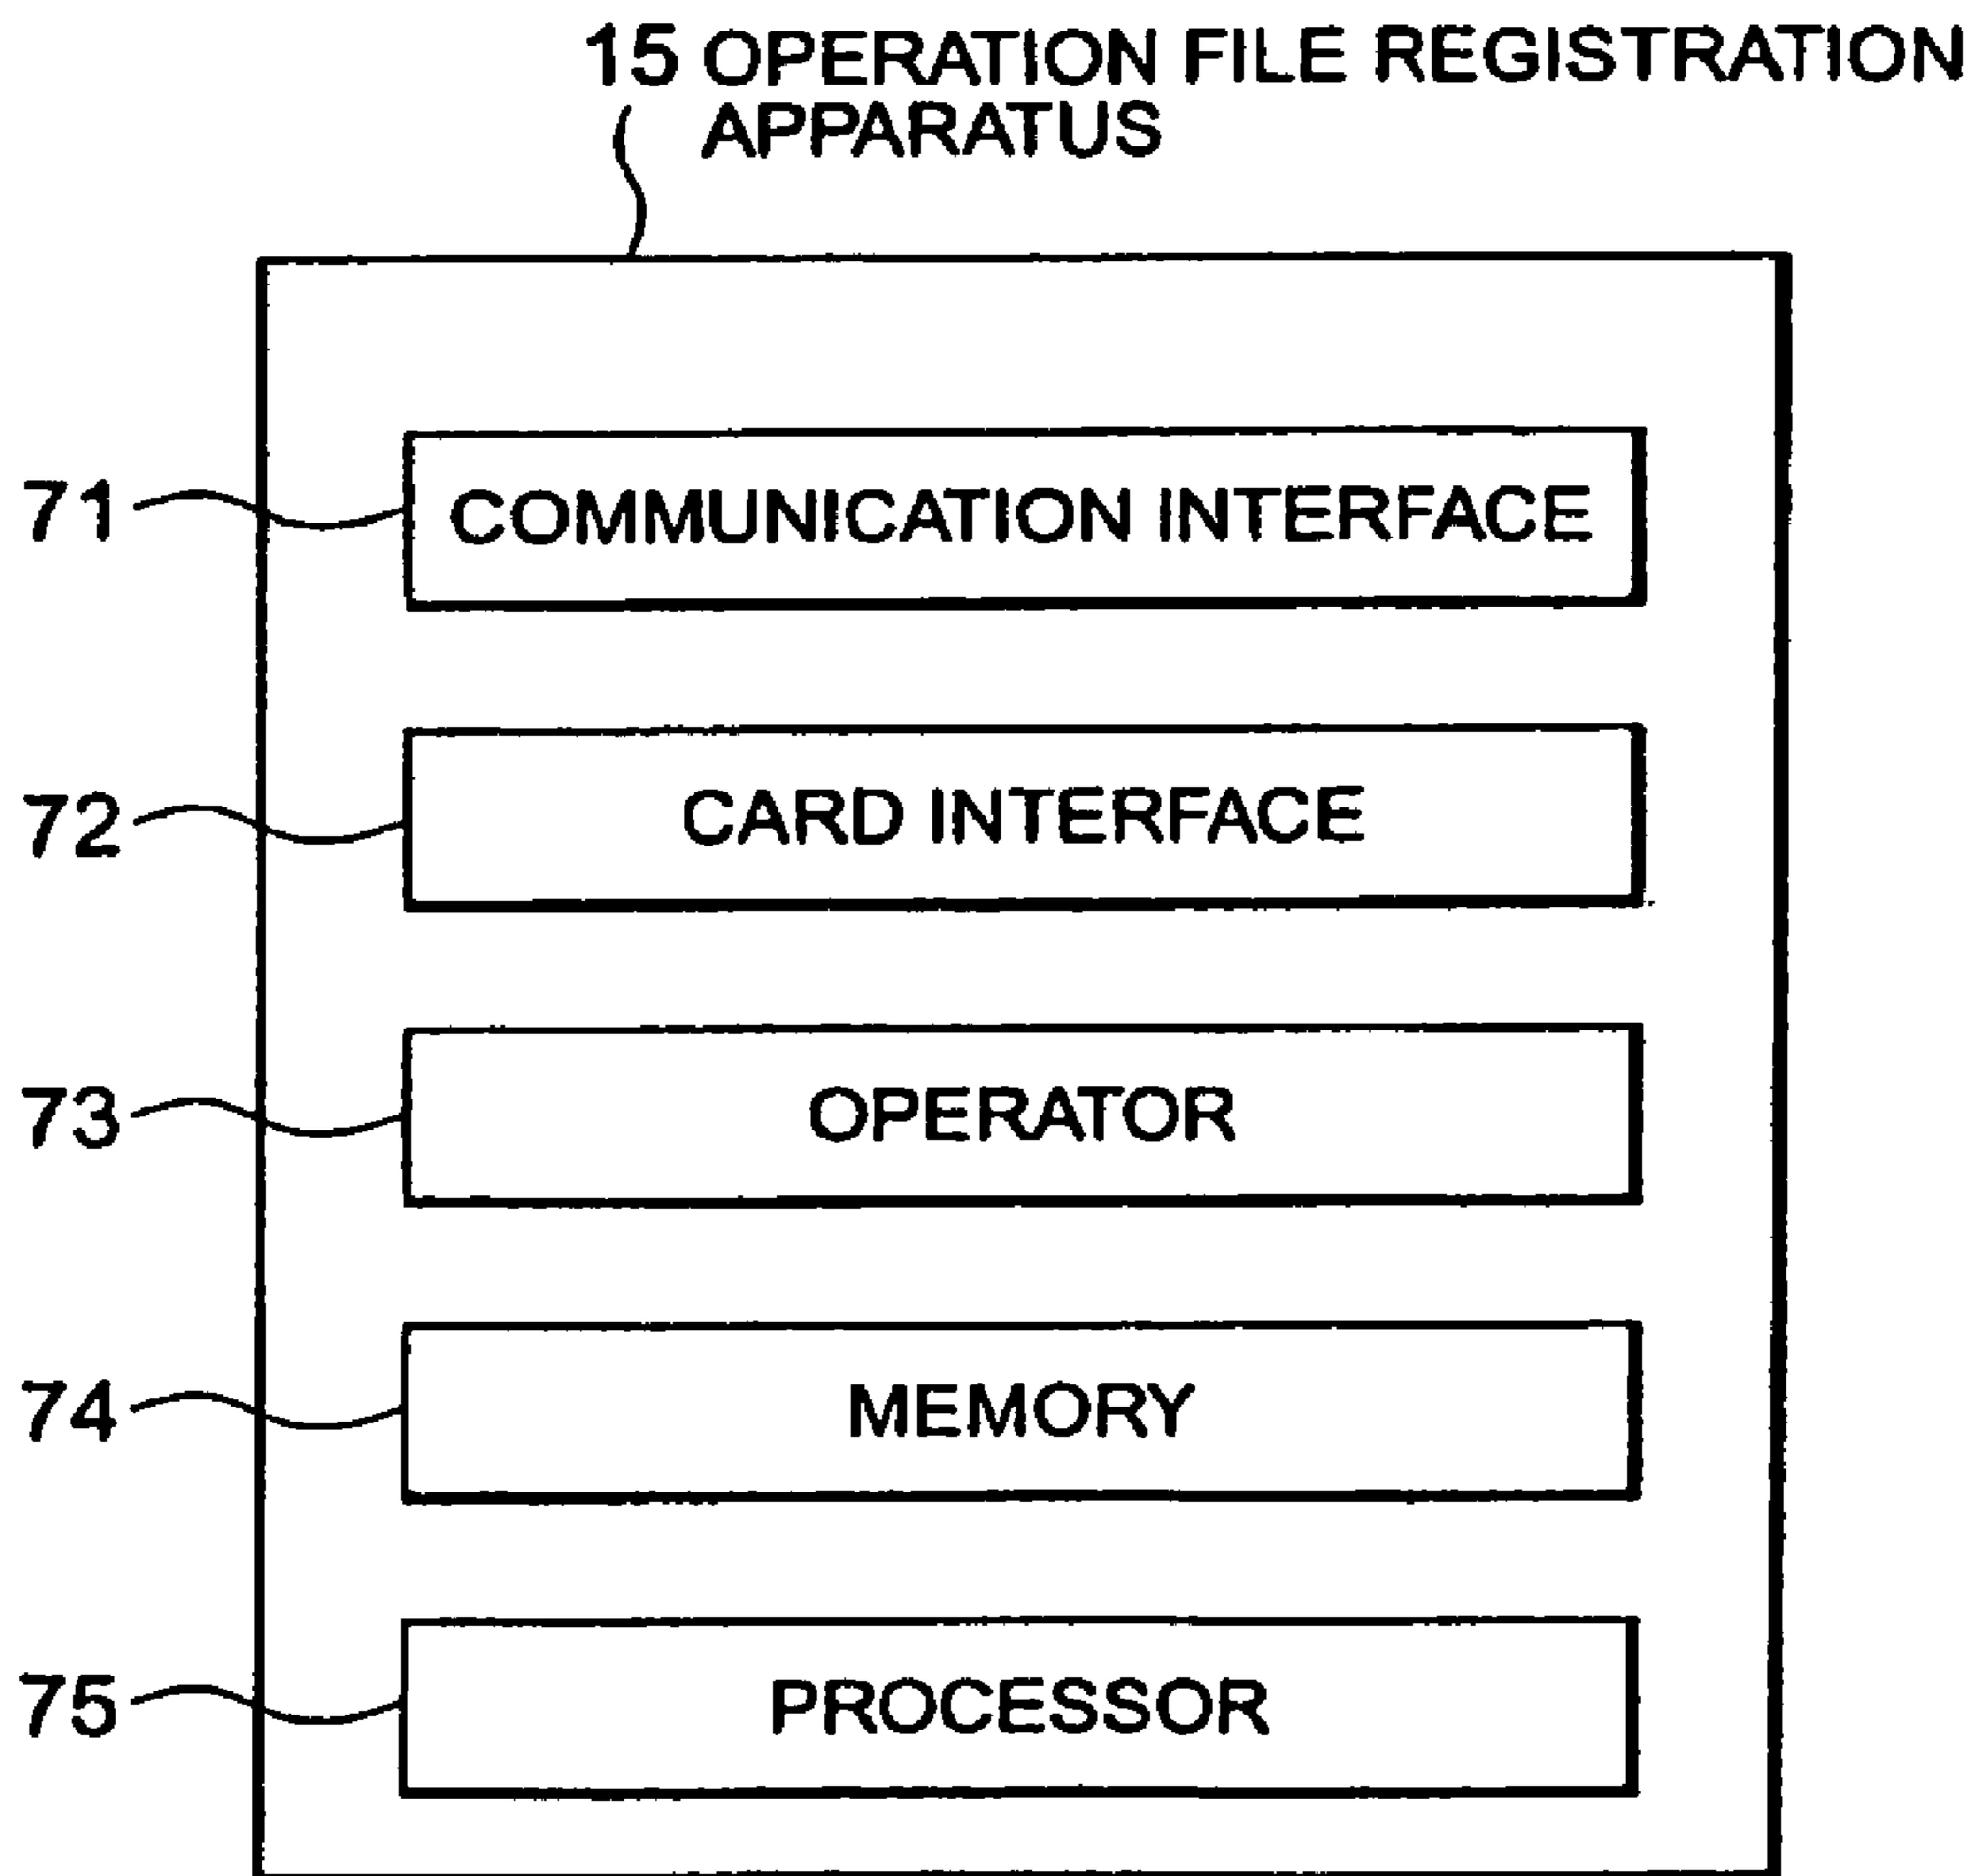 15 OPERATION FILE REGISTRATION
APPARATUS
71 COMMUNICATION INTERFACE
72 CARD INTERFACE
73 OPERATOR
74 MEMORY
75 PROCESSOR